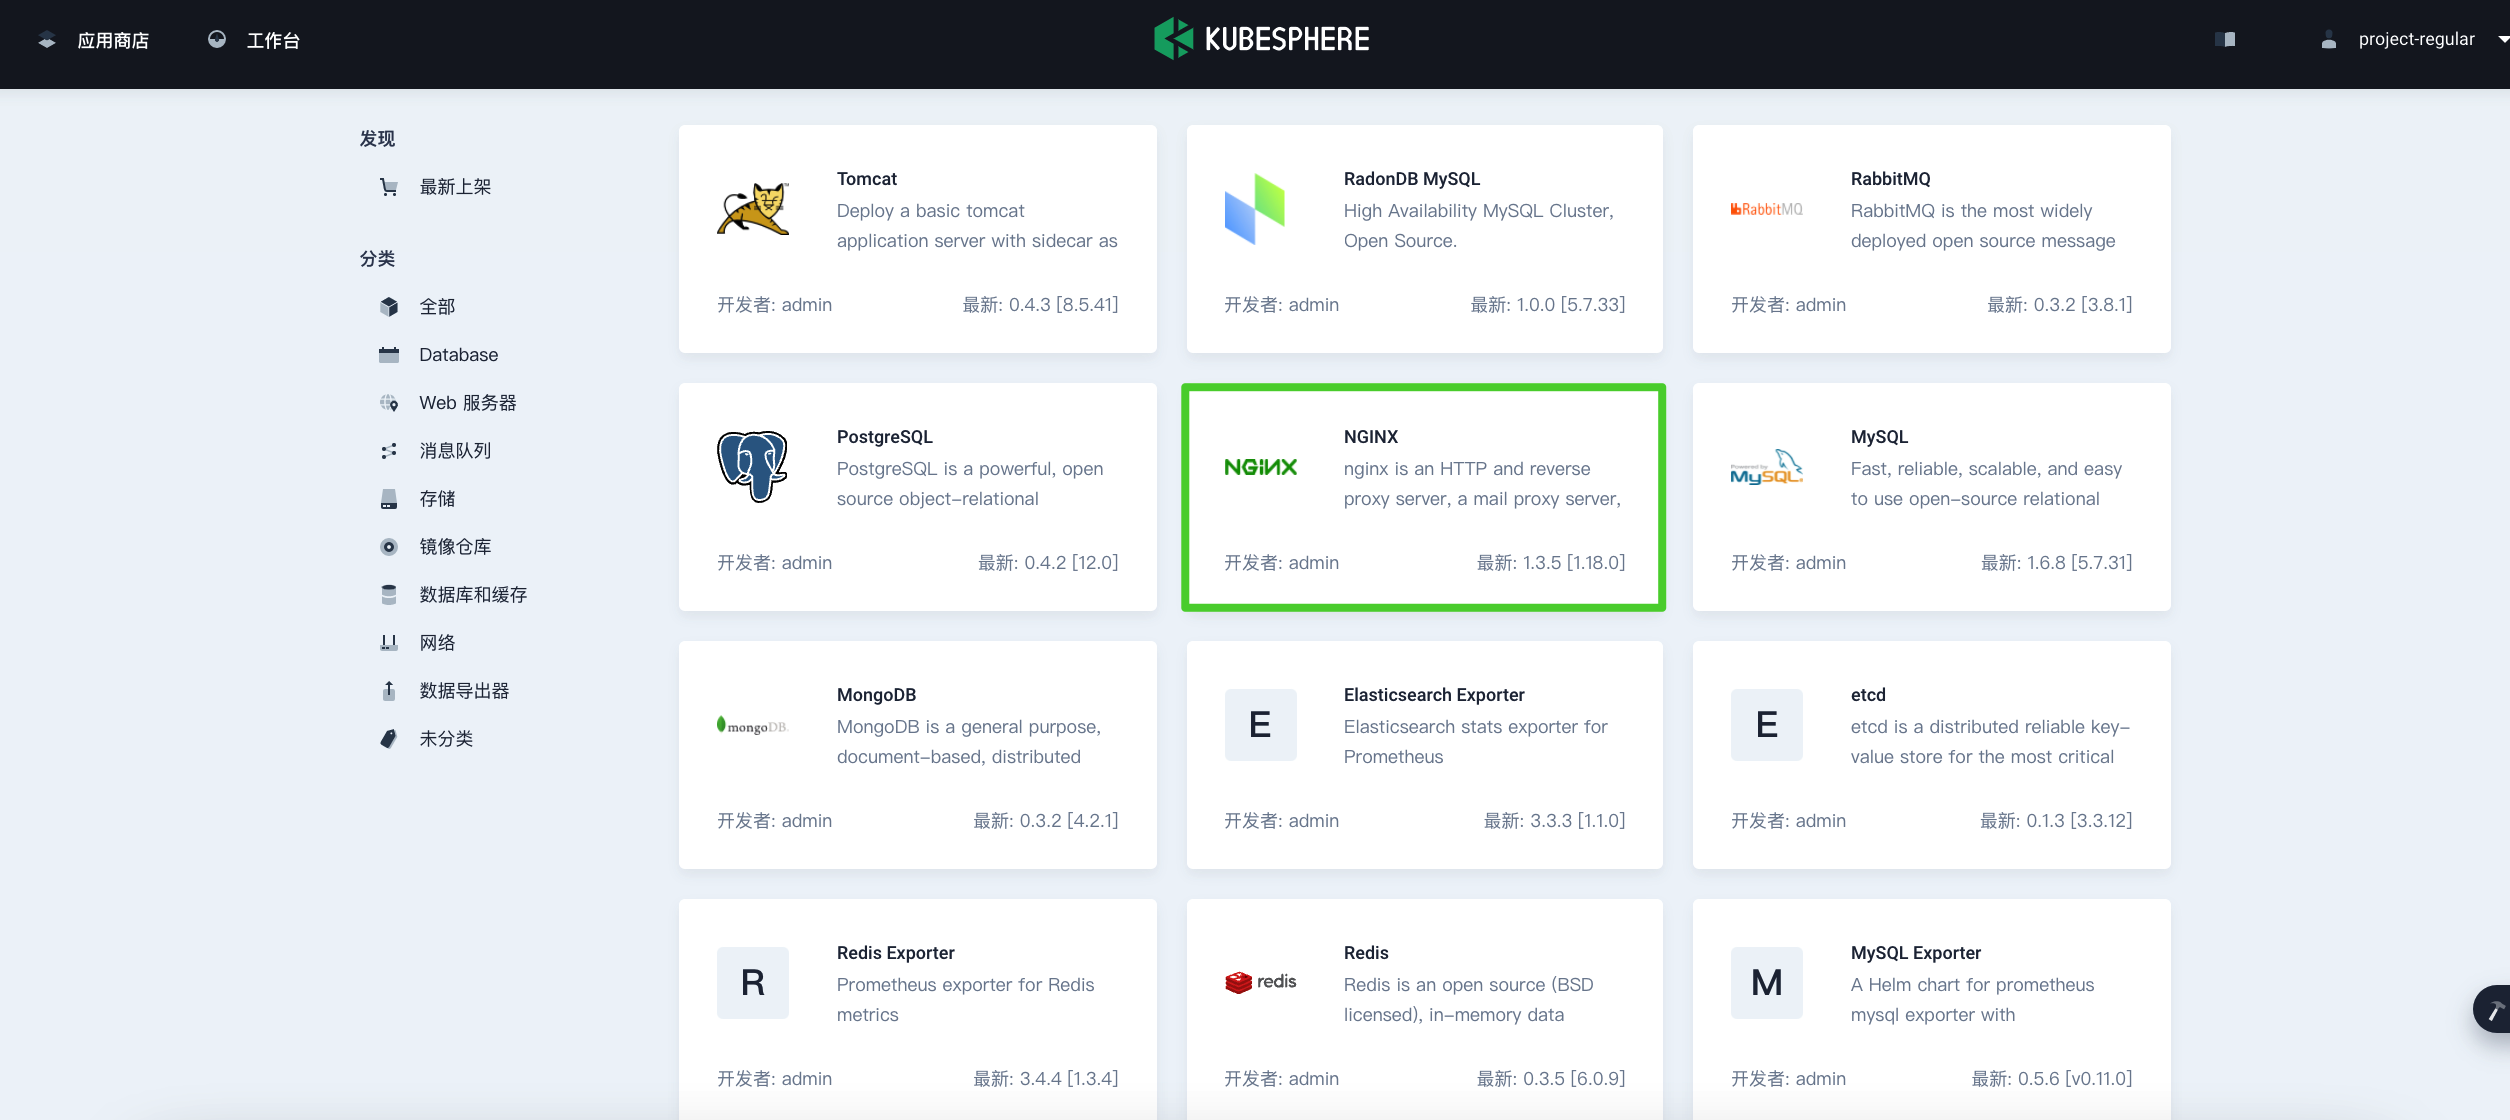 应用商店
工作台
KUBESPHERE
project-regular
发现
最新上架
分类
全部
Database
Web 服务器
消息队列
存储
镜像仓库
数据库和缓存
网络
数据导出器
未分类
Tomcat
Deploy a basic tomcat
application server with sidecar as
开发者: admin
最新: 0.4.3 [8.5.41]
RadonDB MySQL
High Availability MySQL Cluster,
Open Source.
开发者: admin
最新: 1.0.0 [5.7.33]
RabbitMQ
RabbitMQ
RabbitMQ is the most widely
deployed open source message
开发者: admin
最新: 0.3.2 [3.8.1]
PostgreSQL
PostgreSQL is a powerful, open
source object-relational
开发者: admin
最新: 0.4.2 [12.0]
NGINX
NGINX
nginx is an HTTP and reverse
proxy server, a mail proxy server,
开发者: admin
最新: 1.3.5 [1.18.0]
Powered by
MySQL
MySQL
Fast, reliable, scalable, and easy
to use open-source relational
开发者: admin
最新: 1.6.8 [5.7.31]
mongoDB
MongoDB
MongoDB is a general purpose,
document-based, distributed
开发者: admin
最新: 0.3.2 [4.2.1]
E
Elasticsearch Exporter
Elasticsearch stats exporter for
Prometheus
开发者: admin
最新: 3.3.3 [1.1.0]
E
etcd
etcd is a distributed reliable key-
value store for the most critical
开发者: admin
最新: 0.1.3 [3.3.12]
R
Redis Exporter
Prometheus exporter for Redis
metrics
开发者: admin
最新: 3.4.4 [1.3.4]
redis
Redis
Redis is an open source (BSD
licensed), in-memory data
开发者: admin
最新: 0.3.5 [6.0.9]
M
MySQL Exporter
A Helm chart for prometheus
mysql exporter with
开发者: admin
最新: 0.5.6 [v0.11.0]